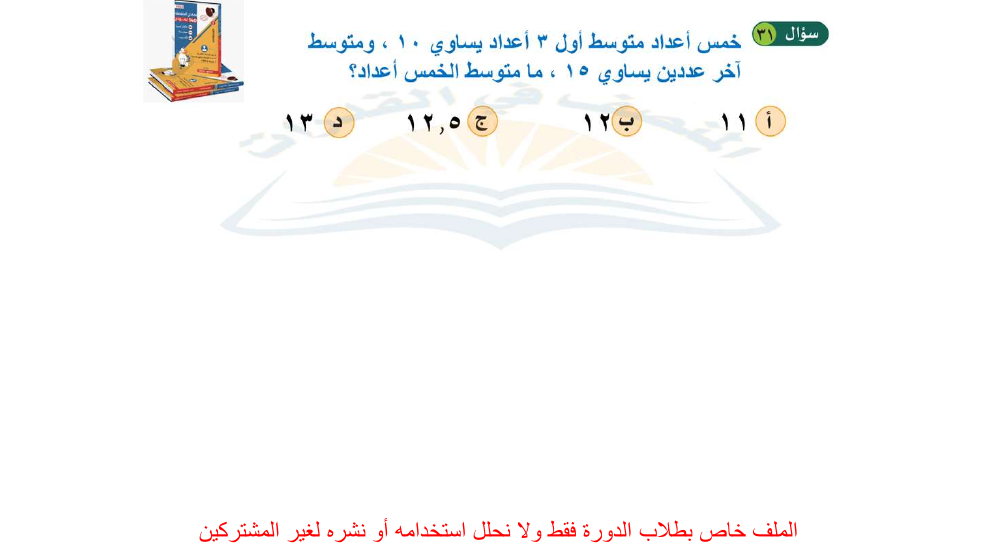 سؤال ٣١
خمس أعداد متوسط أول ٣ أعداد يساوي ١٠ ، ومتوسط
آخر عددين يساوي ١٥ ، ما متوسط الخمس أعداد؟
أ ١١ ب ١٢ ج ١٢,٥ د ١٣
الملف خاص بطلاب الدورة فقط ولا نحلل استخدامه أو نشره لغير المشتركين